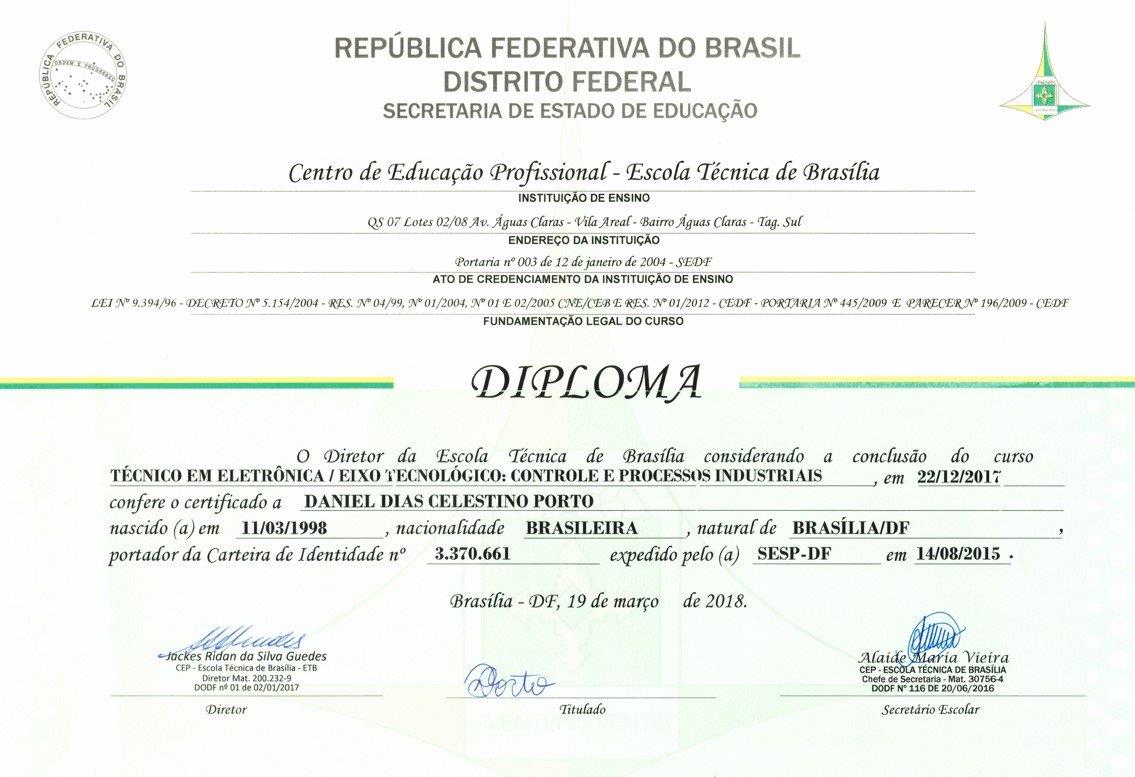 REPÚBLICA FEDERATIVA DO BRASIL
ORDEM E PROGRESSO
REPÚBLICA FEDERATIVA DO BRASIL
DISTRITO FEDERAL
SECRETARIA DE ESTADO DE EDUCAÇÃO
Centro de Educação Profissional - Escola Técnica de Brasília
INSTITUIÇÃO DE ENSINO
QS 07 Lotes 02/08 Av. Águas Claras - Vila Areal - Bairro Águas Claras - Tag. Sul
ENDEREÇO DA INSTITUIÇÃO
Portaria nº 003 de 12 de janeiro de 2004 - SEDF
ATO DE CREDENCIAMENTO DA INSTITUIÇÃO DE ENSINO
LEI Nº 9.394/96 - DECRETO Nº 5.154/2004 - RES. Nº 04/99, Nº 01/2004, Nº 01 E 02/2005 CNE/CEB E RES. Nº 01/2012 - CEDF - PORTARIA Nº 445/2009 E PARECER Nº 196/2009 - CEDF
FUNDAMENTAÇÃO LEGAL DO CURSO
DIPLOMA
O Diretor da Escola Técnica de Brasília considerando a conclusão do curso
TÉCNICO EM ELETRÔNICA / EIXO TECNOLÓGICO: CONTROLE E PROCESSOS INDUSTRIAIS , em 22/12/2017
confere o certificado a DANIEL DIAS CELESTINO PORTO
nascido (a) em 11/03/1998 , nacionalidade BRASILEIRA , natural de BRASÍLIA/DF ,
portador da Carteira de Identidade nº 3.370.661 expedido pelo (a) SESP-DF em 14/08/2015 .
Brasília - DF, 19 de março de 2018.
Jackes Ridan da Silva Guedes
CEP - Escola Técnica de Brasília - ETB
Diretor Mat. 200.232-9
DODF nº 01 de 02/01/2017
Diretor
Porto
Titulado
Alaide Maria Vieira
CEP - ESCOLA TÉCNICA DE BRASÍLIA
Chefe de Secretaria - Mat. 30756-4
DODF Nº 116 DE 20/06/2016
Secretário Escolar
VENTVRIS VENTIS